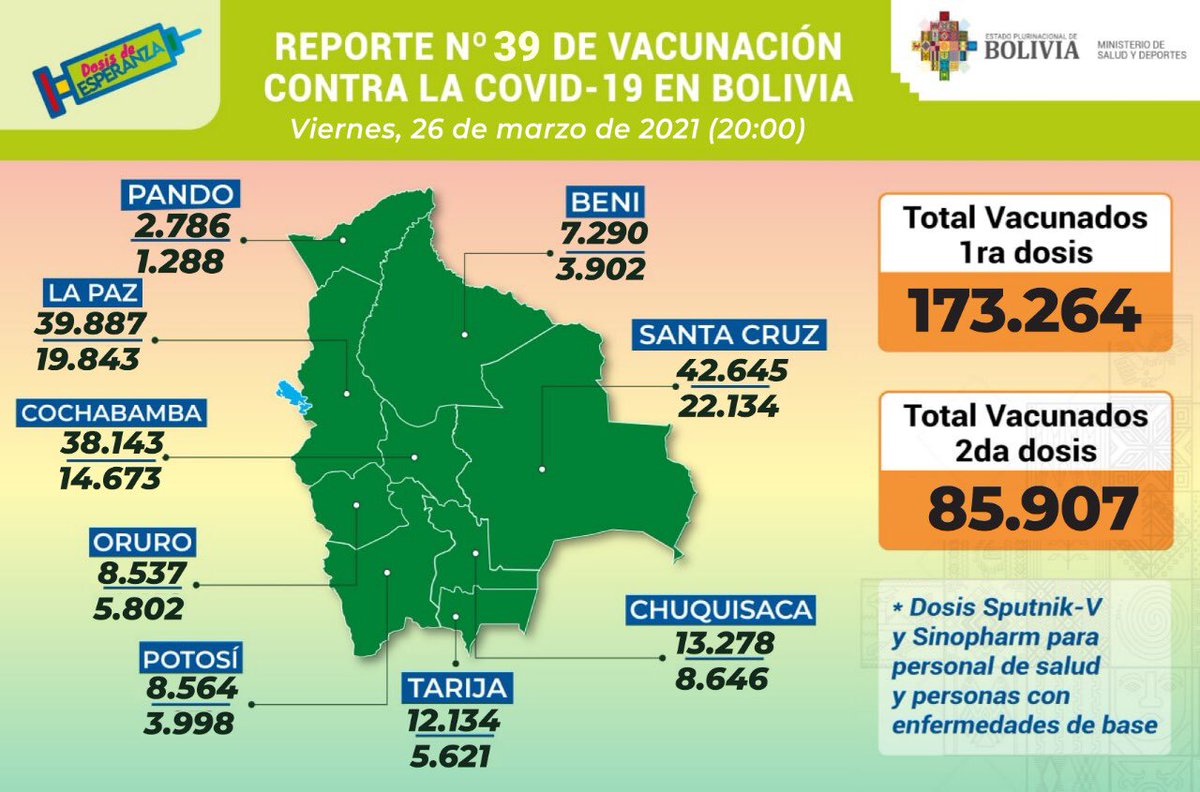 Dosis de
ESPERANZA
REPORTE Nº 39 DE VACUNACIÓN
CONTRA LA COVID-19 EN BOLIVIA
Viernes, 26 de marzo de 2021 (20:00)
ESTADO PLURINACIONAL DE
BOLIVIA
MINISTERIO DE
SALUD Y DEPORTES
PANDO
2.786
1.288
LA PAZ
39.887
19.843
COCHABAMBA
38.143
14.673
ORURO
8.537
5.802
POTOSÍ
8.564
3.998
TARIJA
12.134
5.621
BENI
7.290
3.902
SANTA CRUZ
42.645
22.134
CHUQUISACA
13.278
8.646
Total Vacunados
1ra dosis
173.264
Total Vacunados
2da dosis
85.907
* Dosis Sputnik-V
y Sinopharm para
personal de salud
y personas con
enfermedades de base